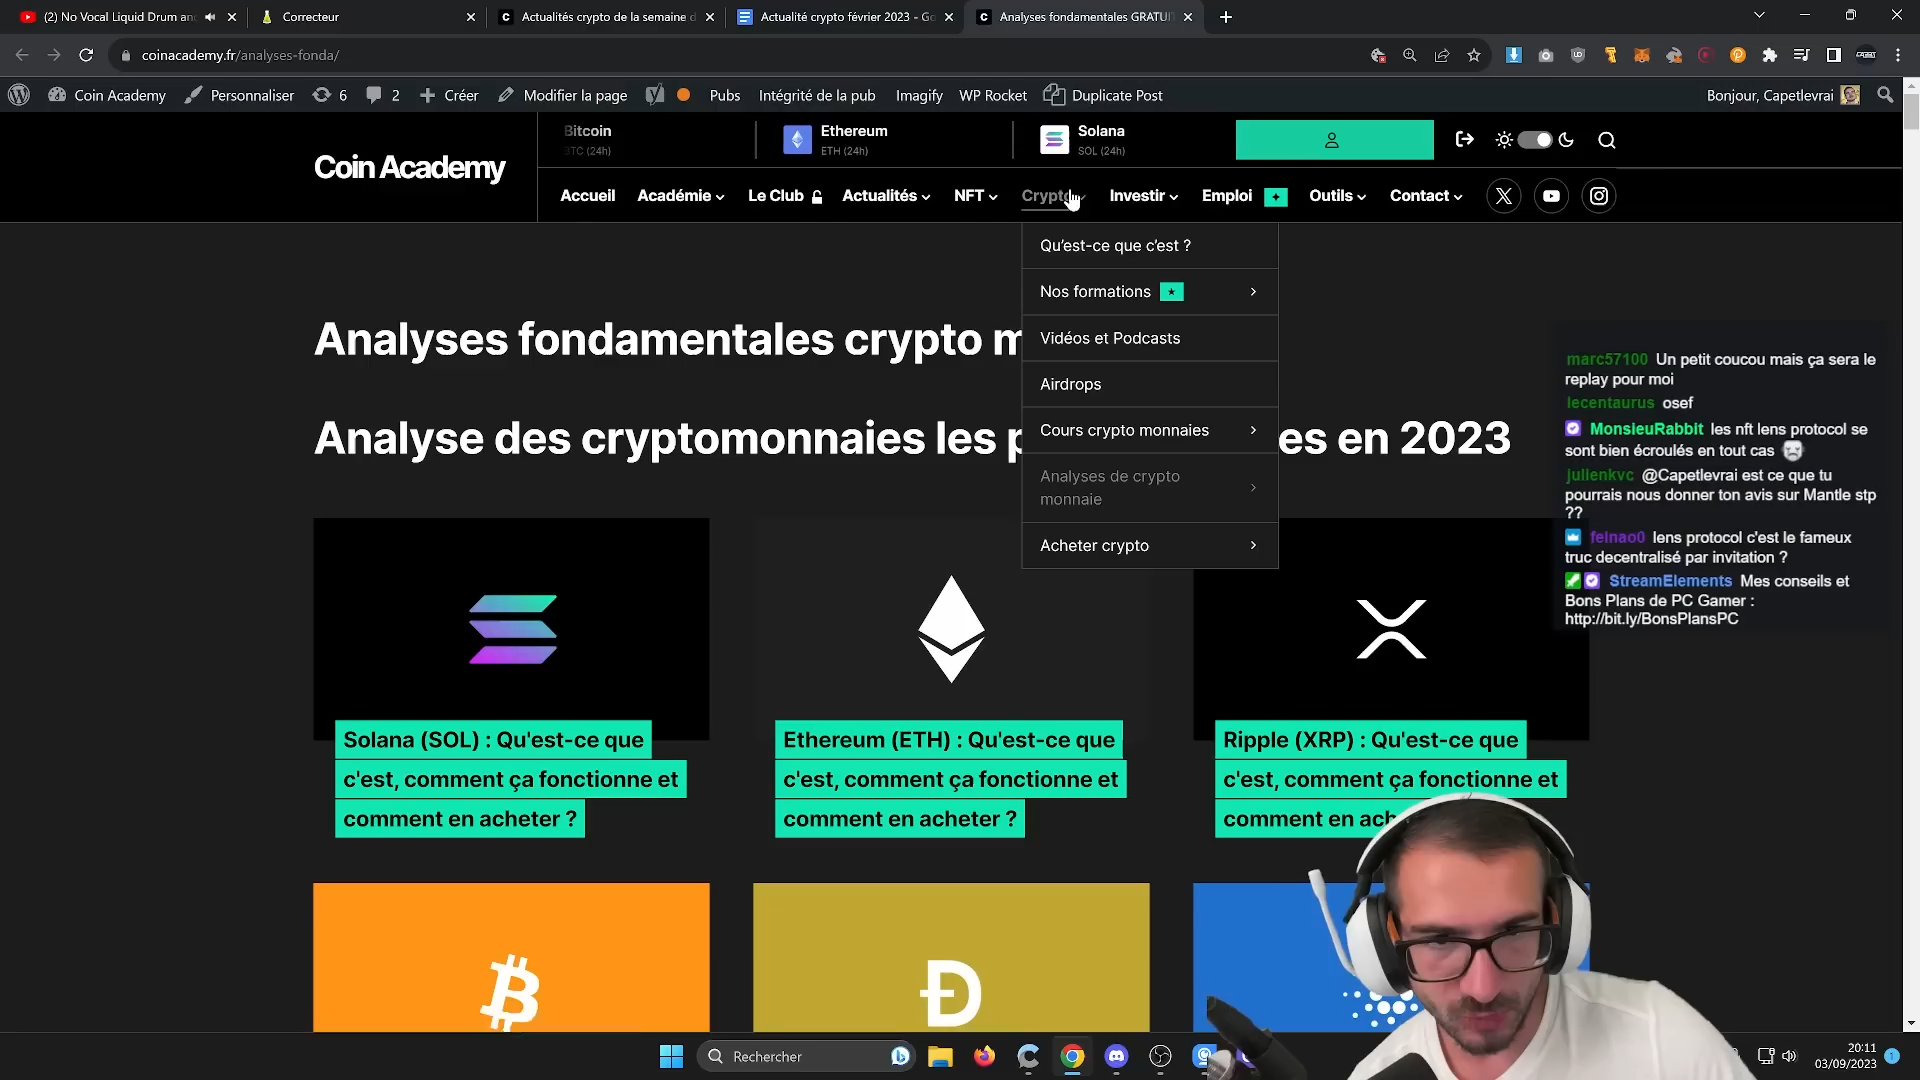 (2) No Vocal Liquid Drum an
Correcteur
Actualités crypto de la semaine d
Actualité crypto février 2023 - Go
Analyses fondamentales GRATUI
coinacademy.fr/analyses-fonda/
Coin Academy
Personnaliser
6
2
Créer
Modifier la page
Pubs
Intégrité de la pub
Imagify
WP Rocket
Duplicate Post
Bonjour, Capetlevrai
Coin Academy
Bitcoin
BTC (24h)
Ethereum
ETH (24h)
Solana
SOL (24h)
Accueil
Académie
Le Club
Actualités
NFT
Crypto
Investir
Emploi
Outils
Contact
Qu'est-ce que c'est ?
Nos formations
Vidéos et Podcasts
Airdrops
Cours crypto monnaies
Analyses de crypto
monnaie
Acheter crypto
Analyses fondamentales crypto m
Analyse des cryptomonnaies les p es en 2023
Solana (SOL) : Qu'est-ce que
c'est, comment ça fonctionne et
comment en acheter ?
Ethereum (ETH) : Qu'est-ce que
c'est, comment ça fonctionne et
comment en acheter ?
Ripple (XRP) : Qu'est-ce que
c'est, comment ça fonctionne et
comment en ach
marc57100 Un petit coucou mais ça sera le
replay pour moi
lecentaurus osef
MonsieuRabbit les nft lens protocol se
sont bien écroulés en tout cas
julienkvc @Capetlevrai est ce que tu
pourrais nous donner ton avis sur Mantle stp
??
felnao0 lens protocol c'est le fameux
truc decentralisé par invitation ?
StreamElements Mes conseils et
Bons Plans de PC Gamer :
http://bit.ly/BonsPlansPC
Rechercher
20:11
03/09/2023
1